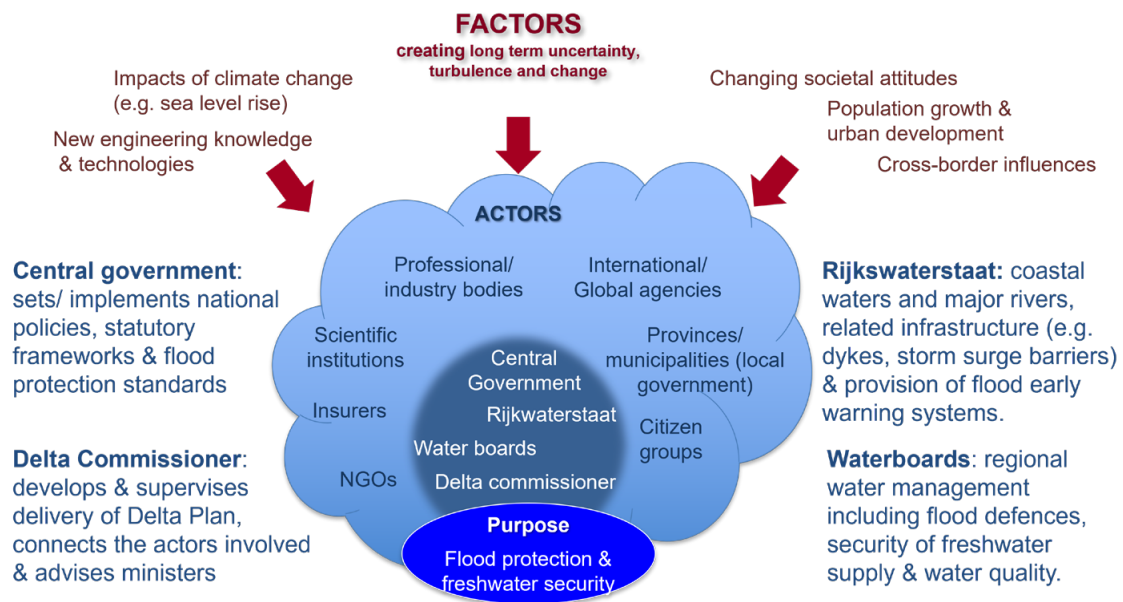 FACTORS
creating long term uncertainty,
turbulence and change
Impacts of climate change
(e.g. sea level rise)
New engineering knowledge
& technologies
Changing societal attitudes
Population growth &
urban development
Cross-border influences
ACTORS
Professional/
industry bodies
International/
Global agencies
Scientific
institutions
Provinces/
municipalities (local
government)
Insurers
Citizen
groups
NGOs
Central
Government
Rijkwaterstaat
Water boards
Delta commissioner
Purpose
Flood protection &
freshwater security
Central government:
sets/ implements national
policies, statutory
frameworks & flood
protection standards
Delta Commissioner:
develops & supervises
delivery of Delta Plan,
connects the actors involved
& advises ministers
Rijkswaterstaat: coastal
waters and major rivers,
related infrastructure (e.g.
dykes, storm surge barriers)
& provision of flood early
warning systems.
Waterboards: regional
water management
including flood defences,
security of freshwater
supply & water quality.